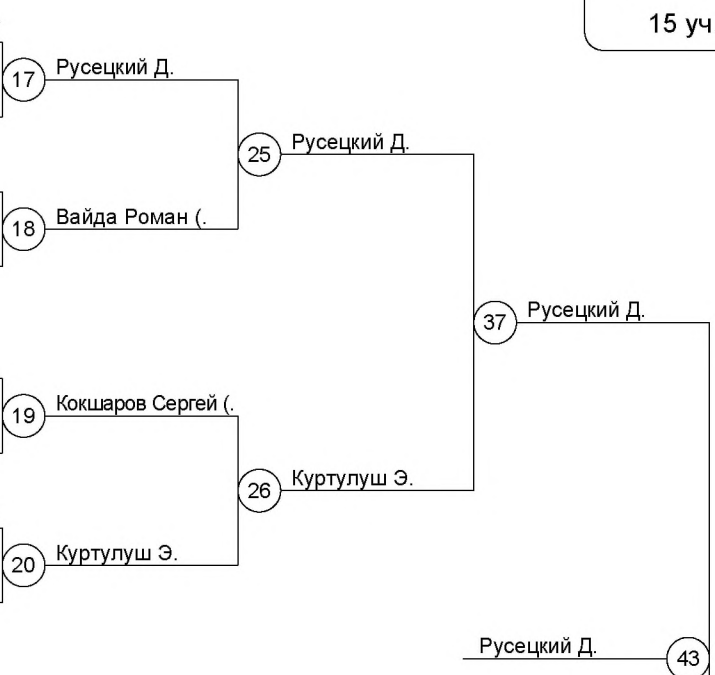 15 уч
17 Русецкий Д.
25 Русецкий Д.
18 Вайда Роман (.
37 Русецкий Д.
19 Кокшаров Сергей (.
26 Куртулуш Э.
20 Куртулуш Э.
Русецкий Д. 43